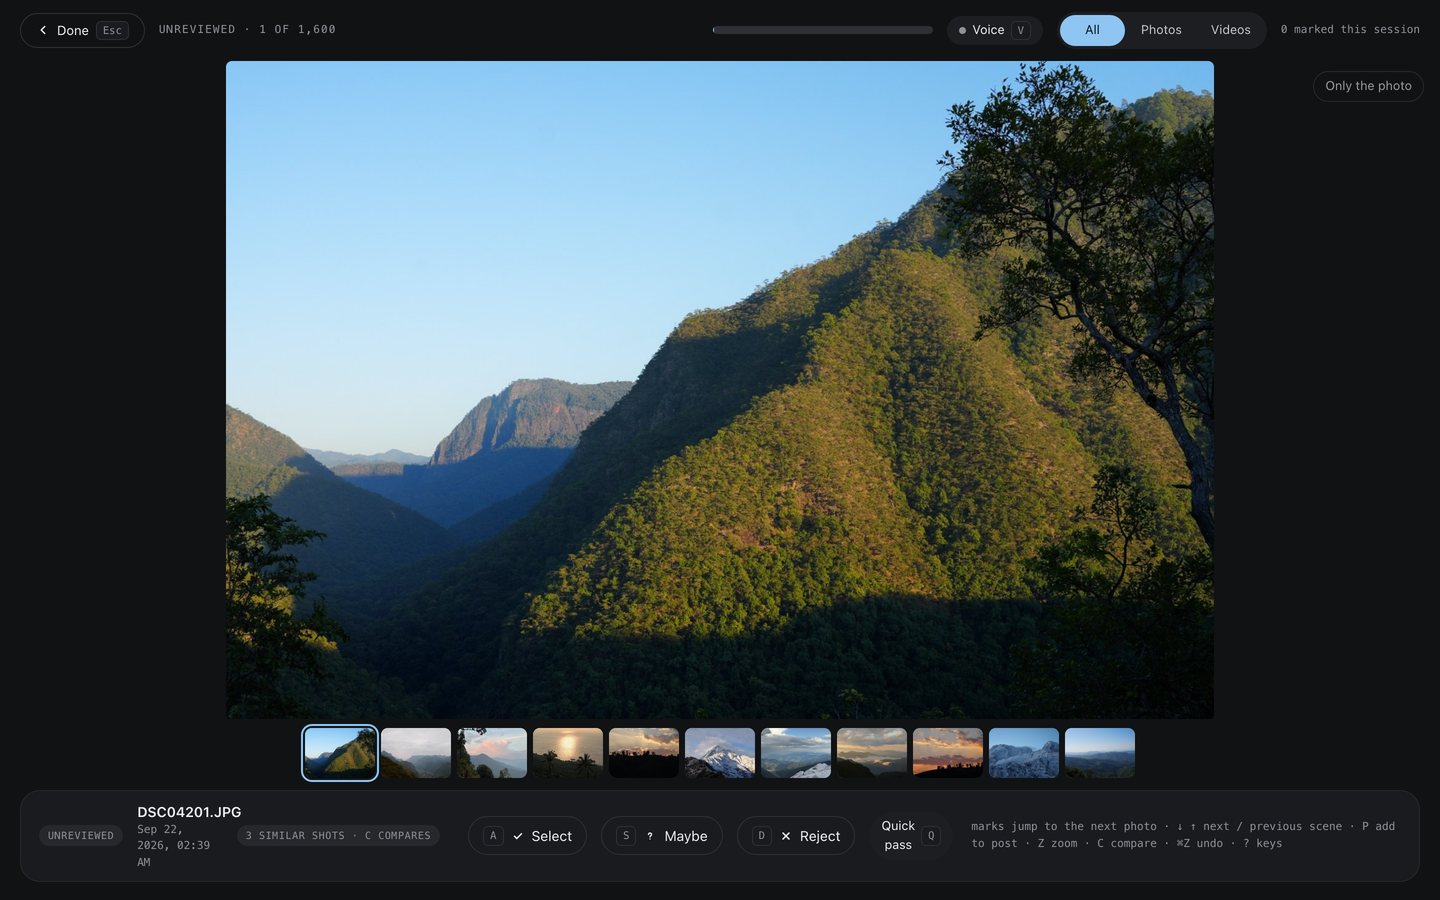 Done Esc
UNREVIEWED · 1 OF 1,600
Voice V
All Photos Videos
0 marked this session
Only the photo
UNREVIEWED
DSC04201.JPG
Sep 22,
2026, 02:39
AM
3 SIMILAR SHOTS · C COMPARES
A ✓ Select
S ? Maybe
D ✕ Reject
Quick
pass
Q
marks jump to the next photo · ↓ ↑ next / previous scene · P add
to post · Z zoom · C compare · ⌘Z undo · ? keys